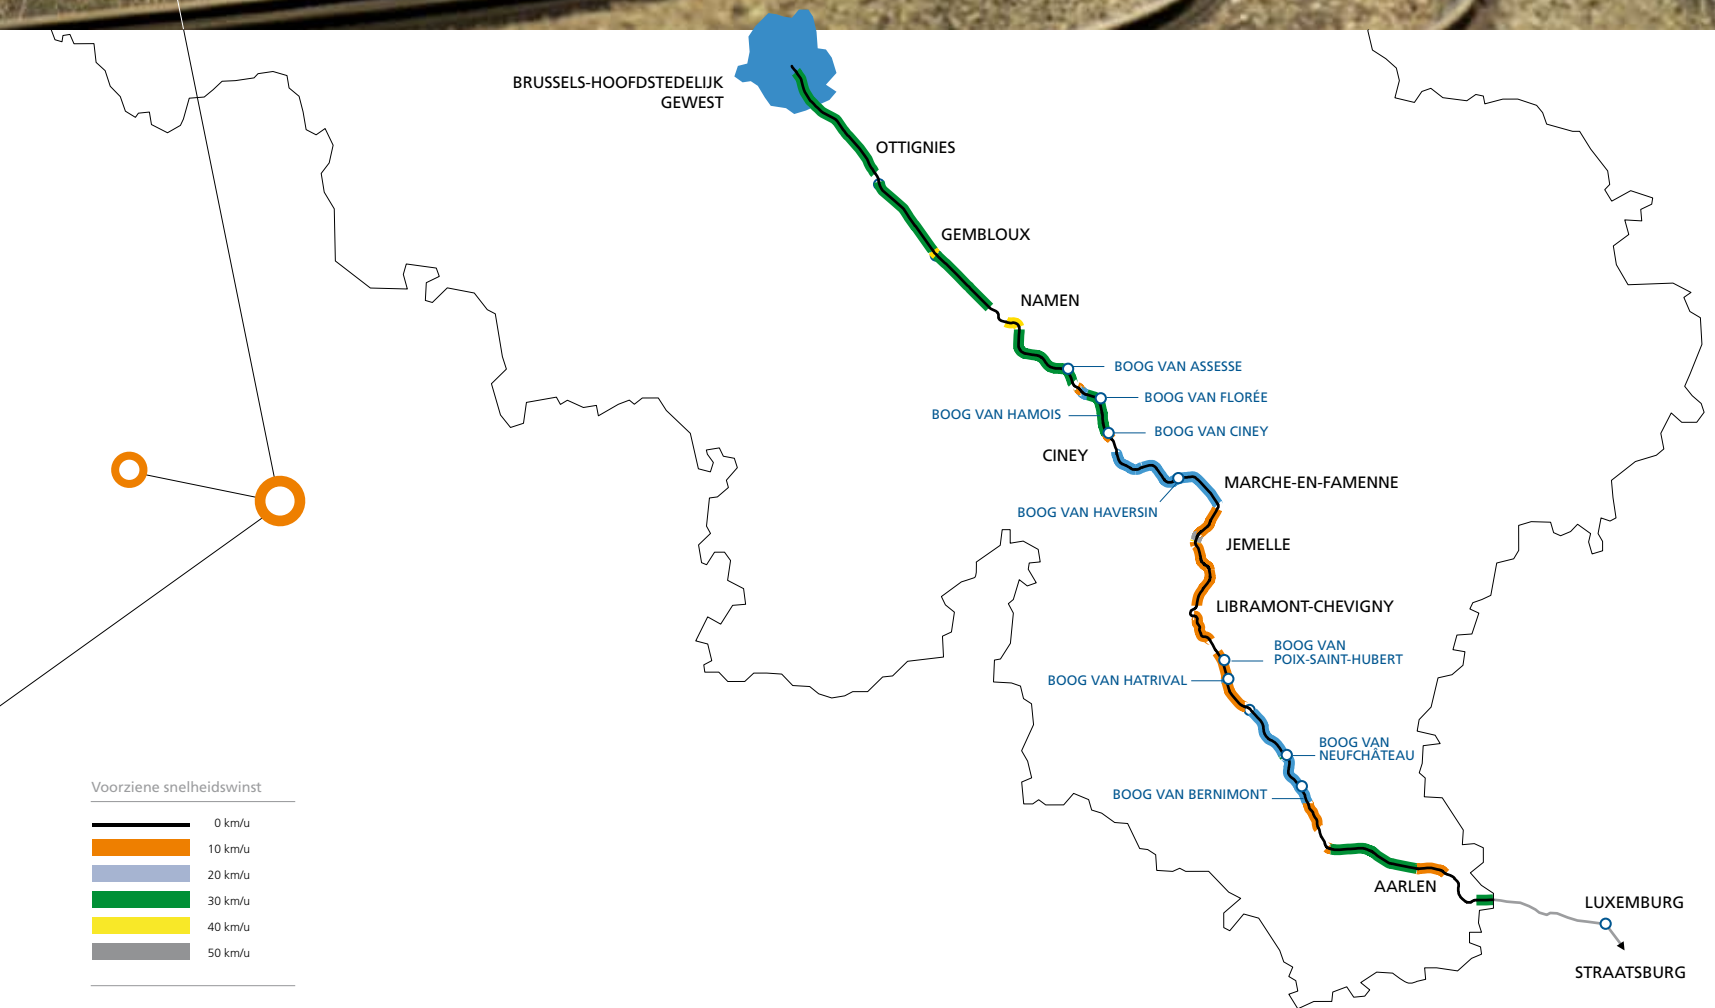 BRUSSELS-HOOFDSTEDELIJK
GEWEST
OTTIGNIES
GEMBLOUX
NAMEN
BOOG VAN ASSESSE
BOOG VAN FLORÉE
BOOG VAN HAMOIS
BOOG VAN CINEY
CINEY
MARCHE-EN-FAMENNE
BOOG VAN HAVERSIN
JEMELLE
LIBRAMONT-CHEVIGNY
BOOG VAN
POIX-SAINT-HUBERT
BOOG VAN HATRIVAL
BOOG VAN
NEUFCHÂTEAU
BOOG VAN BERNIMONT
AARLEN
LUXEMBURG
STRAATSBURG
Voorziene snelheidswinst
0 km/u
10 km/u
20 km/u
30 km/u
40 km/u
50 km/u